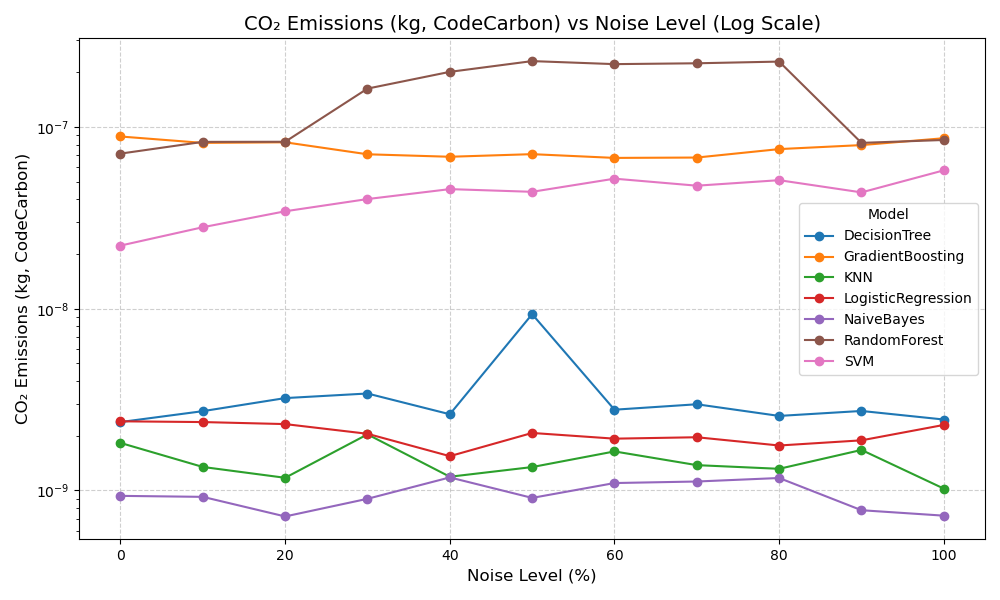 CO₂ Emissions (kg, CodeCarbon) vs Noise Level (Log Scale)
CO₂ Emissions (kg, CodeCarbon)
10⁻⁷
10⁻⁸
10⁻⁹
Model
DecisionTree
GradientBoosting
KNN
LogisticRegression
NaiveBayes
RandomForest
SVM
0 20 40 60 80 100
Noise Level (%)